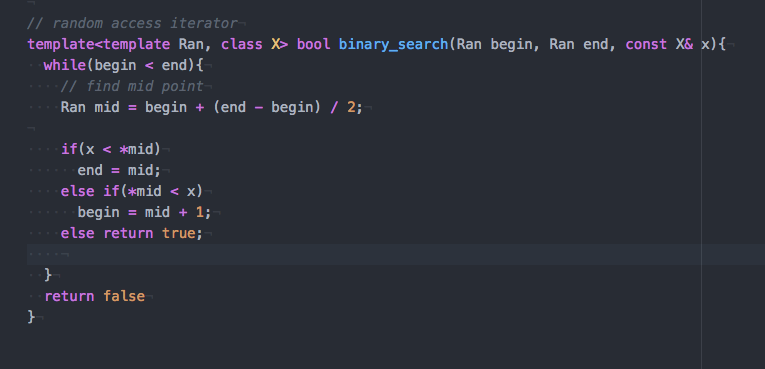 // random access iterator
template<template Ran, class X> bool binary_search(Ran begin, Ran end, const X& x){
  while(begin < end){
    // find mid point
    Ran mid = begin + (end - begin) / 2;

    if(x < *mid)
      end = mid;
    else if(*mid < x)
      begin = mid + 1;
    else return true;

  }
  return false
}